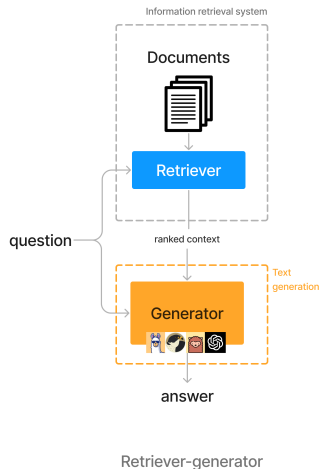 Information retrieval system
Documents
Retriever
question
ranked context
Text
generation
Generator
answer
Retriever-generator